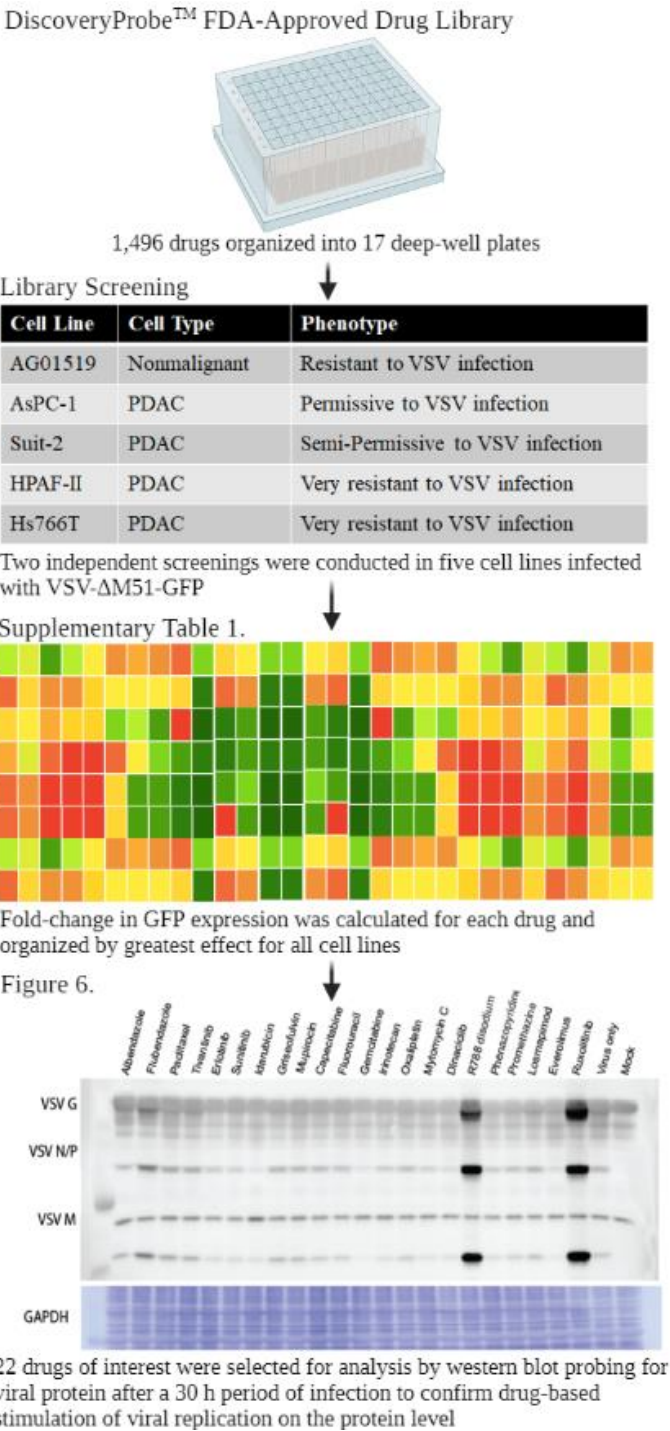 DiscoveryProbe™ FDA-Approved Drug Library
1,496 drugs organized into 17 deep-well plates
Library Screening
Cell Line Cell Type Phenotype
AG01519 Nonmalignant Resistant to VSV infection
AsPC-1 PDAC Permissive to VSV infection
Suit-2 PDAC Semi-Permissive to VSV infection
HPAF-II PDAC Very resistant to VSV infection
Hs766T PDAC Very resistant to VSV infection
Two independent screenings were conducted in five cell lines infected
with VSV-ΔM51-GFP
Supplementary Table 1.
Fold-change in GFP expression was calculated for each drug and
organized by greatest effect for all cell lines
Figure 6.
Albendazole
Flubendazole
Paclitaxel
Tivantinib
Erlotinib
Sunitinib
Idarubicin
Griseofulvin
Mupirocin
Capecitabine
Fluorouracil
Gemcitabine
Irinotecan
Oxaliplatin
Mytomycin C
Dinaciclib
R788 disodium
Phenazopyridine
Promethiazine
Losmapimod
Everolimus
Ruxolitinib
Virus only
Mock
VSV G
VSV N/P
VSV M
GAPDH
22 drugs of interest were selected for analysis by western blot probing for
viral protein after a 30 h period of infection to confirm drug-based
stimulation of viral replication on the protein level